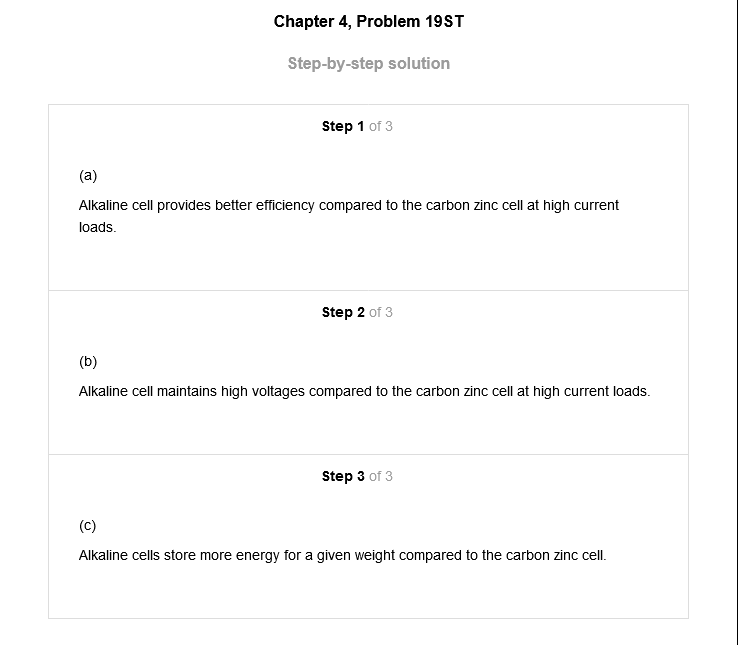 Chapter 4, Problem 19ST
Step-by-step solution
Step 1 of 3
(a)
Alkaline cell provides better efficiency compared to the carbon zinc cell at high current
loads.
Step 2 of 3
(b)
Alkaline cell maintains high voltages compared to the carbon zinc cell at high current loads.
Step 3 of 3
(c)
Alkaline cells store more energy for a given weight compared to the carbon zinc cell.